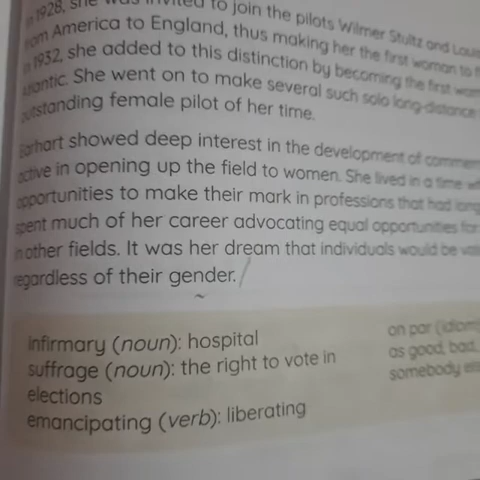 1928, she was invited to join the pilots Wilmer Stultz and Louis
from America to England, thus making her the first woman to
1932, she added to this distinction by becoming the first
Atlantic. She went on to make several such solo long-distance
outstanding female pilot of her time.
Earhart showed deep interest in the development of
active in opening up the field to women. She lived in a time
opportunities to make their mark in professions that had long
spent much of her career advocating equal opportunities for
in other fields. It was her dream that individuals would be
regardless of their gender.
infirmary (noun): hospital
suffrage (noun): the right to vote in
elections
emancipating (verb): liberating
on par (idiom)
as good, bad,
somebody